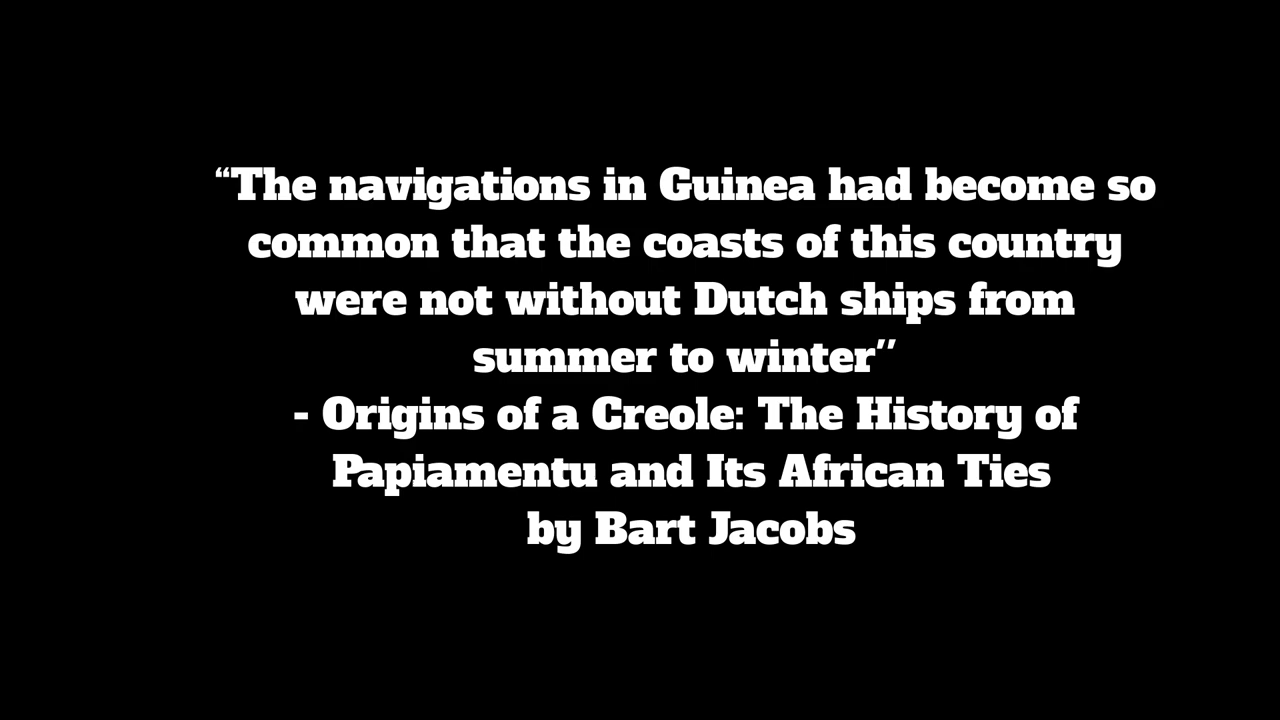 “The navigations in Guinea had become so
common that the coasts of this country
were not without Dutch ships from
summer to winter”
- Origins of a Creole: The History of
Papiamentu and Its African Ties
by Bart Jacobs